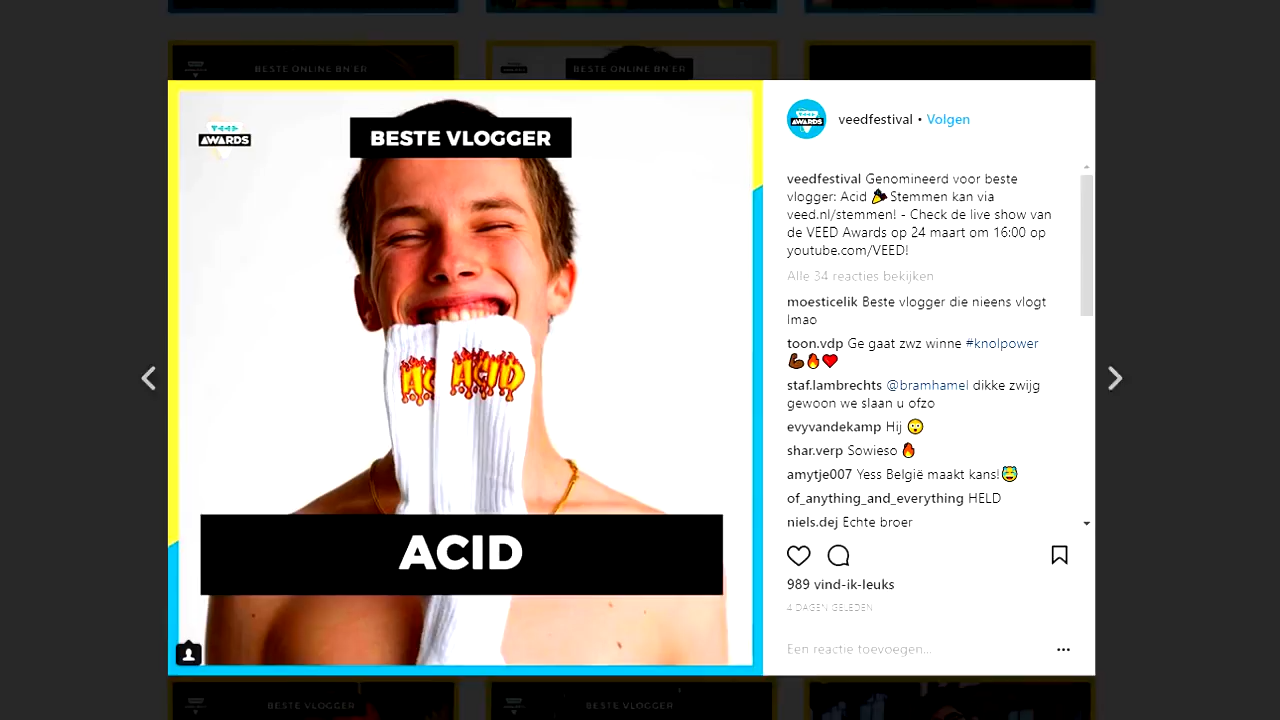 BESTE ONLINE BN'ER
BESTE ONLINE BN'ER
VEED
AWARDS
BESTE VLOGGER
AC
ACID
ACID
AWARDS
veedfestival • Volgen
veedfestival Genomineerd voor beste
vlogger: Acid 🎉 Stemmen kan via
veed.nl/stemmen! - Check de live show van
de VEED Awards op 24 maart om 16:00 op
youtube.com/VEED!
Alle 34 reacties bekijken
moesticelik Beste vlogger die nieens vlogt
lmao
toon.vdp Ge gaat zwz winne #knolpower
💪🏾🔥❤️
staf.lambrechts @bramhamel dikke zwijg
gewoon we slaan u ofzo
evyvandekamp Hij 😮
shar.verp Sowieso 🔥
amytje007 Yess België maakt kans!
of_anything_and_everything HELD
niels.dej Echte broer
989 vind-ik-leuks
4 DAGEN GELEDEN
Een reactie toevoegen...
BESTE VLOGGER
BESTE VLOGGER